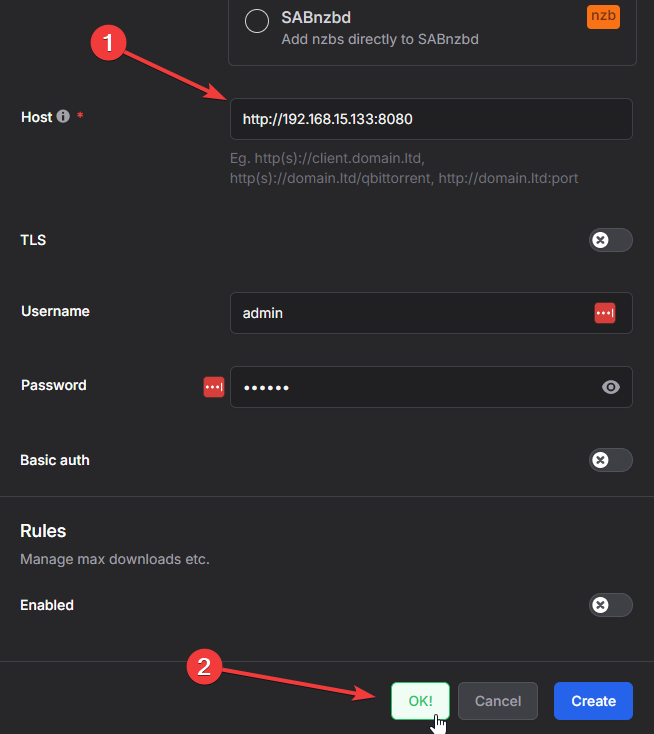 SABnzbd
nzb
Add nzbs directly to SABnzbd
1
Host *
http://192.168.15.133:8080
Eg. http(s)://client.domain.ltd,
http(s)://domain.ltd/qbittorrent, http://domain.ltd:port
TLS
Username
admin
Password
••••••
Basic auth
Rules
Manage max downloads etc.
Enabled
2
OK!
Cancel
Create